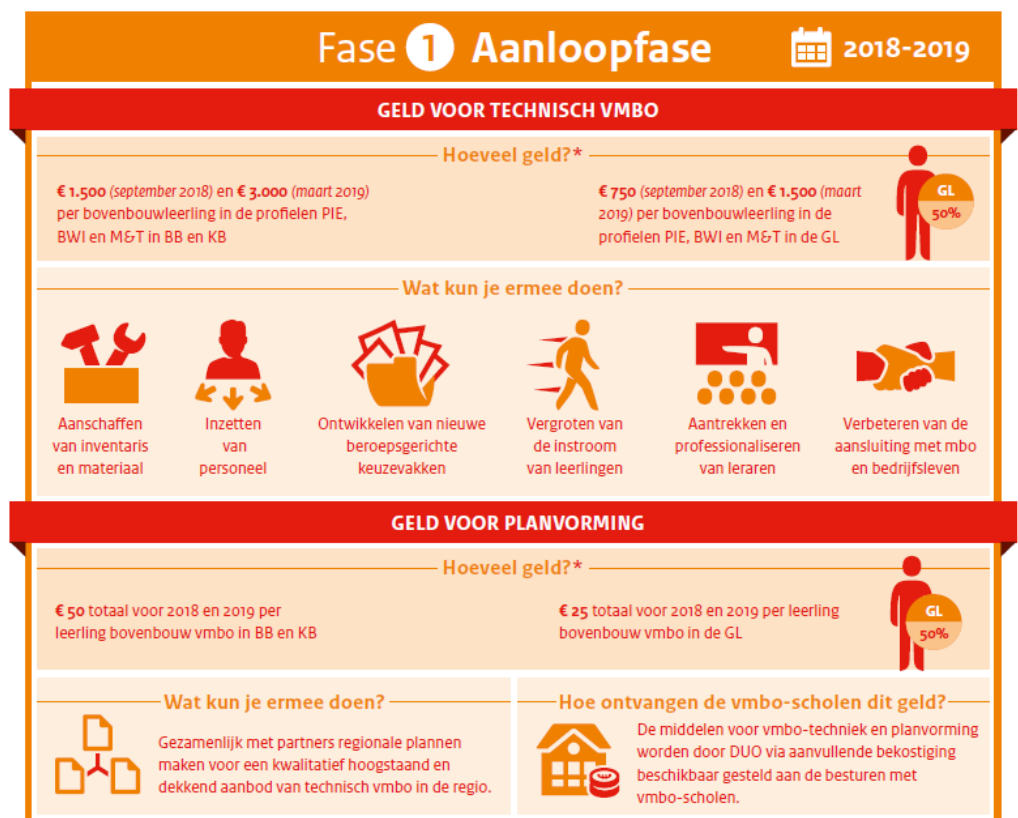 Fase 1 Aanloopfase
2018-2019
GELD VOOR TECHNISCH VMBO
Hoeveel geld?*
€ 1.500 (september 2018) en € 3.000 (maart 2019)
per bovenbouwleerling in de profielen PIE,
BWI en M&T in BB en KB
€ 750 (september 2018) en € 1.500 (maart
2019) per bovenbouwleerling in de
profielen PIE, BWI en M&T in de GL
GL
50%
Wat kun je ermee doen?
Aanschaffen
van inventaris
en materiaal
Inzetten
van
personeel
Ontwikkelen van nieuwe
beroepsgerichte
keuzevakken
Vergroten van
de instroom
van leerlingen
Aantrekken en
professionaliseren
van leraren
Verbeteren van de
aansluiting met mbo
en bedrijfsleven
GELD VOOR PLANVORMING
Hoeveel geld?*
€ 50 totaal voor 2018 en 2019 per
leerling bovenbouw vmbo in BB en KB
€ 25 totaal voor 2018 en 2019 per leerling
bovenbouw vmbo in de GL
GL
50%
Wat kun je ermee doen?
Gezamenlijk met partners regionale plannen
maken voor een kwalitatief hoogstaand en
dekkend aanbod van technisch vmbo in de regio.
Hoe ontvangen de vmbo-scholen dit geld?
De middelen voor vmbo-techniek en planvorming
worden door DUO via aanvullende bekostiging
beschikbaar gesteld aan de besturen met
vmbo-scholen.